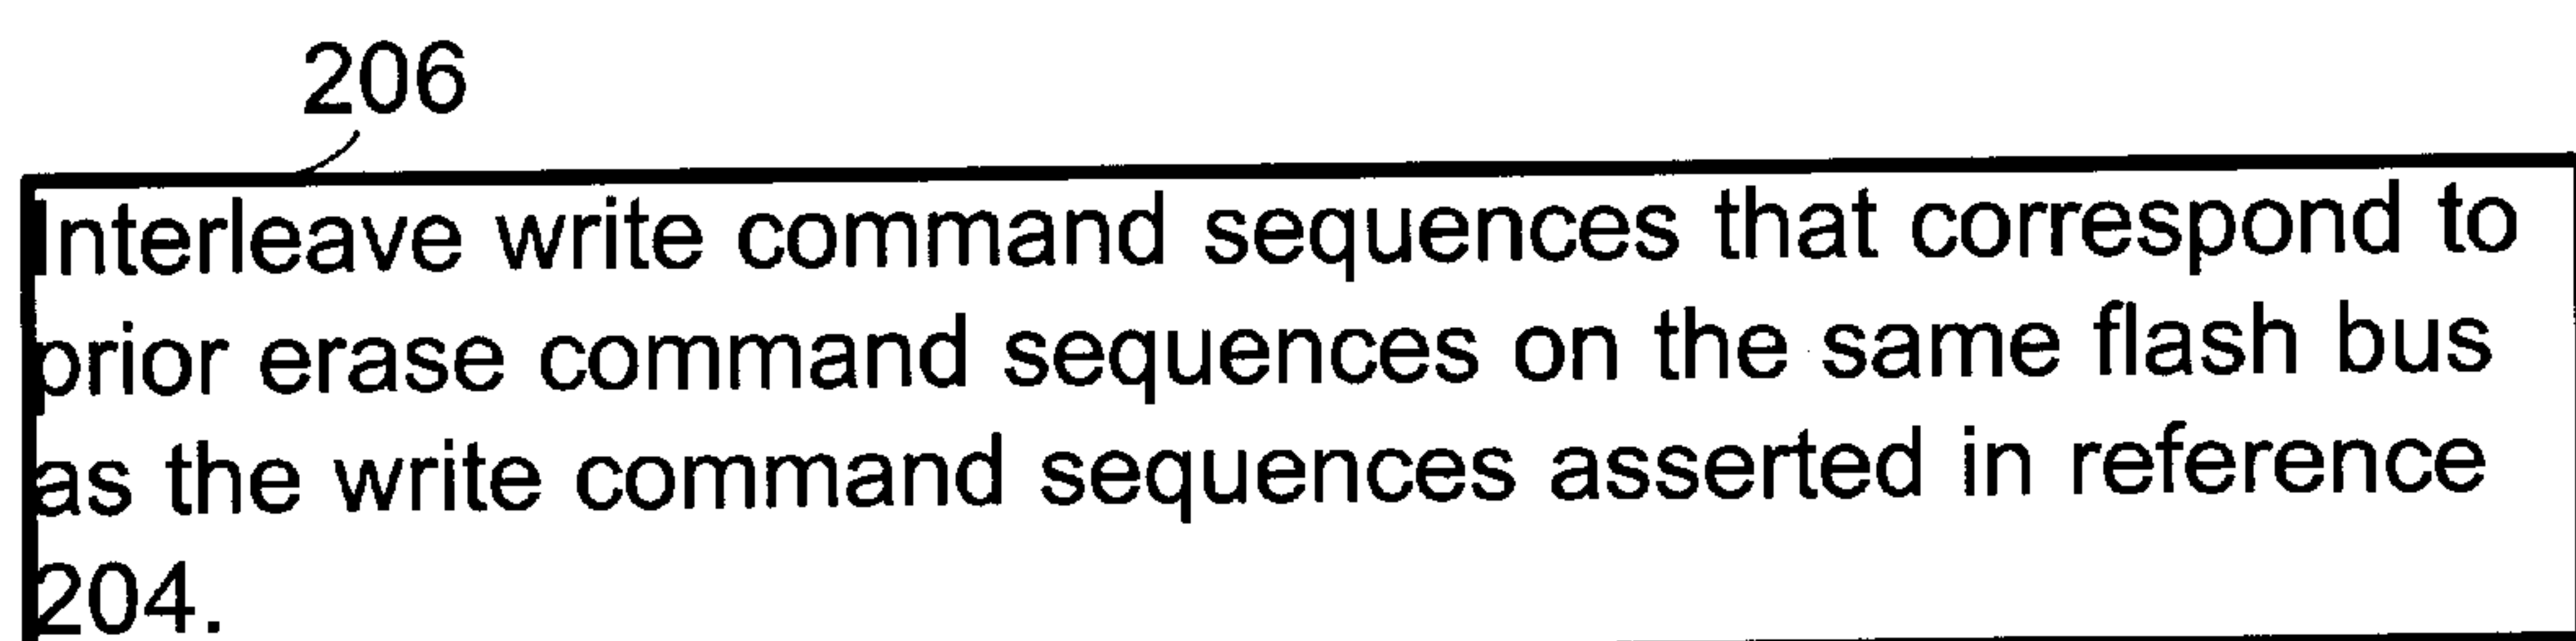 206
Interleave write command sequences that correspond to
prior erase command sequences on the same flash bus
as the write command sequences asserted in reference
204.